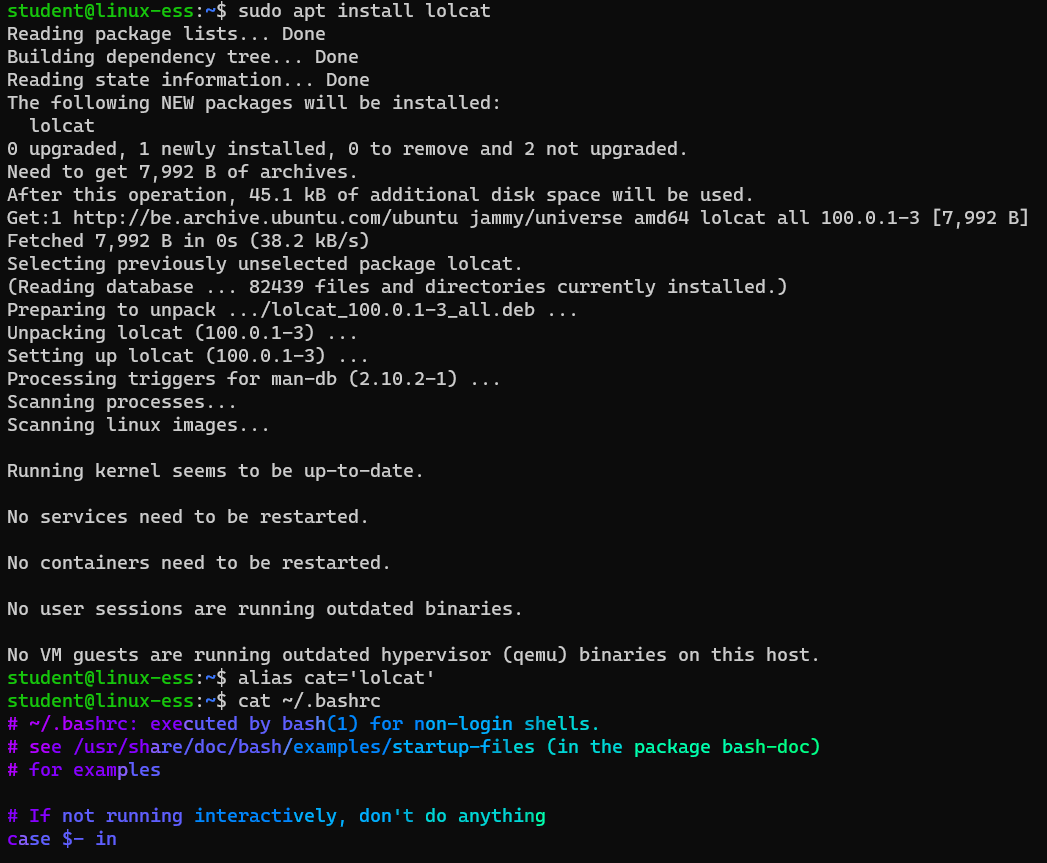 student@linux-ess:~$ sudo apt install lolcat
Reading package lists... Done
Building dependency tree... Done
Reading state information... Done
The following NEW packages will be installed:
  lolcat
0 upgraded, 1 newly installed, 0 to remove and 2 not upgraded.
Need to get 7,992 B of archives.
After this operation, 45.1 kB of additional disk space will be used.
Get:1 http://be.archive.ubuntu.com/ubuntu jammy/universe amd64 lolcat all 100.0.1-3 [7,992 B]
Fetched 7,992 B in 0s (38.2 kB/s)
Selecting previously unselected package lolcat.
(Reading database ... 82439 files and directories currently installed.)
Preparing to unpack .../lolcat_100.0.1-3_all.deb ...
Unpacking lolcat (100.0.1-3) ...
Setting up lolcat (100.0.1-3) ...
Processing triggers for man-db (2.10.2-1) ...
Scanning processes...
Scanning linux images...

Running kernel seems to be up-to-date.

No services need to be restarted.

No containers need to be restarted.

No user sessions are running outdated binaries.

No VM guests are running outdated hypervisor (qemu) binaries on this host.
student@linux-ess:~$ alias cat='lolcat'
student@linux-ess:~$ cat ~/.bashrc
# ~/.bashrc: executed by bash(1) for non-login shells.
# see /usr/share/doc/bash/examples/startup-files (in the package bash-doc)
# for examples

# If not running interactively, don't do anything
case $- in